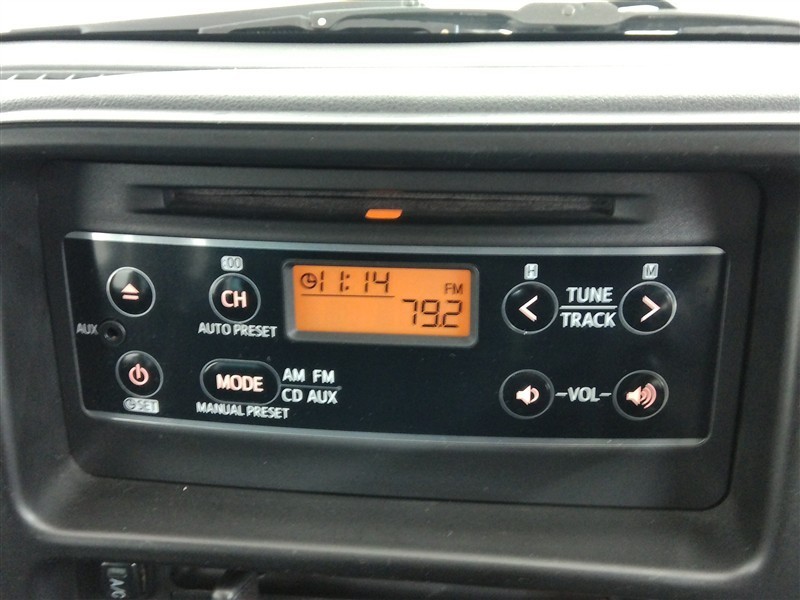 :00
H
M
CH
11:14
FM
79.2
TUNE
TRACK
AUX
AUTO PRESET
MODE
AM FM
CD AUX
-VOL-
SET
MANUAL PRESET
A/C